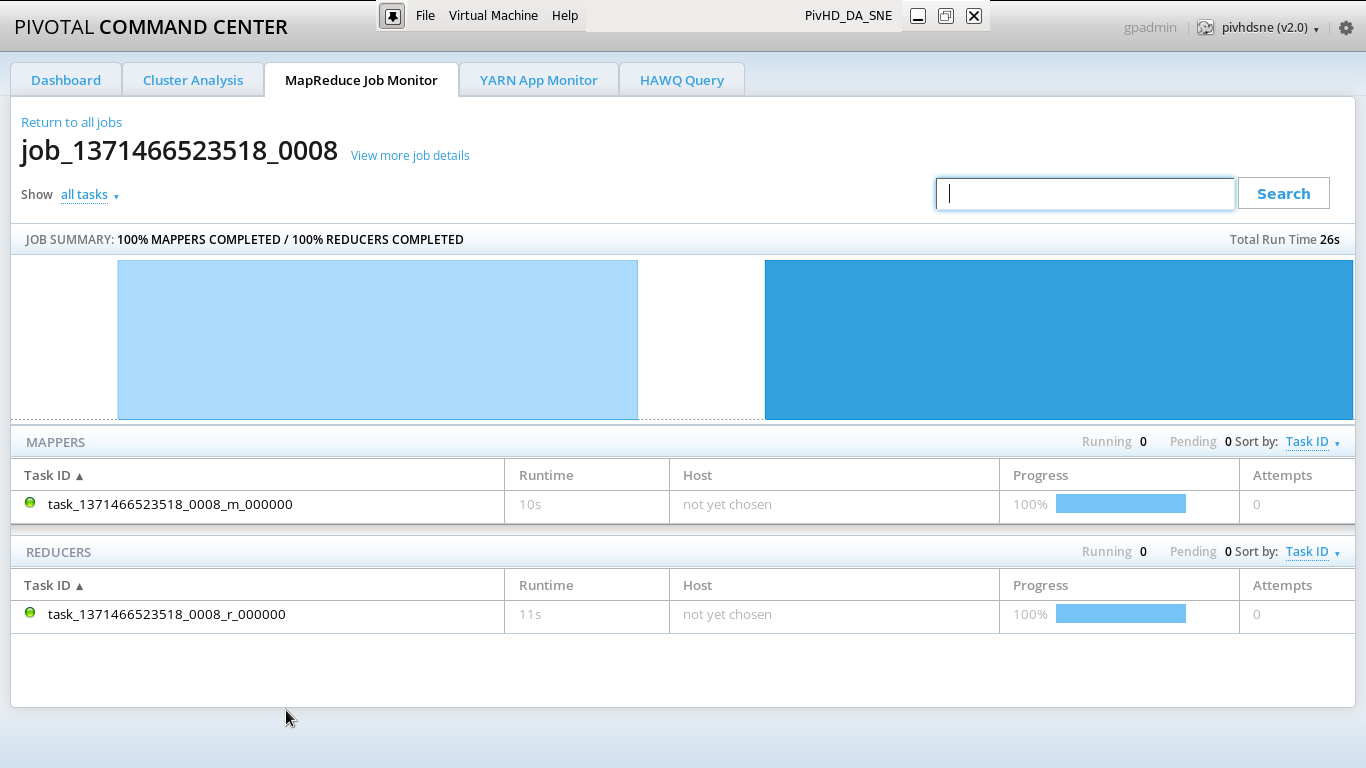 File Virtual Machine Help PivHD_DA_SNE
PIVOTAL COMMAND CENTER gpadmin pivhdsne (v2.0)
Dashboard Cluster Analysis MapReduce Job Monitor YARN App Monitor HAWQ Query
Return to all jobs
job_1371466523518_0008 View more job details
Show all tasks Search
JOB SUMMARY: 100% MAPPERS COMPLETED / 100% REDUCERS COMPLETED Total Run Time 26s
MAPPERS Running 0 Pending 0 Sort by: Task ID
Task ID ▲ Runtime Host Progress Attempts
task_1371466523518_0008_m_000000 10s not yet chosen 100% 0
REDUCERS Running 0 Pending 0 Sort by: Task ID
Task ID ▲ Runtime Host Progress Attempts
task_1371466523518_0008_r_000000 11s not yet chosen 100% 0